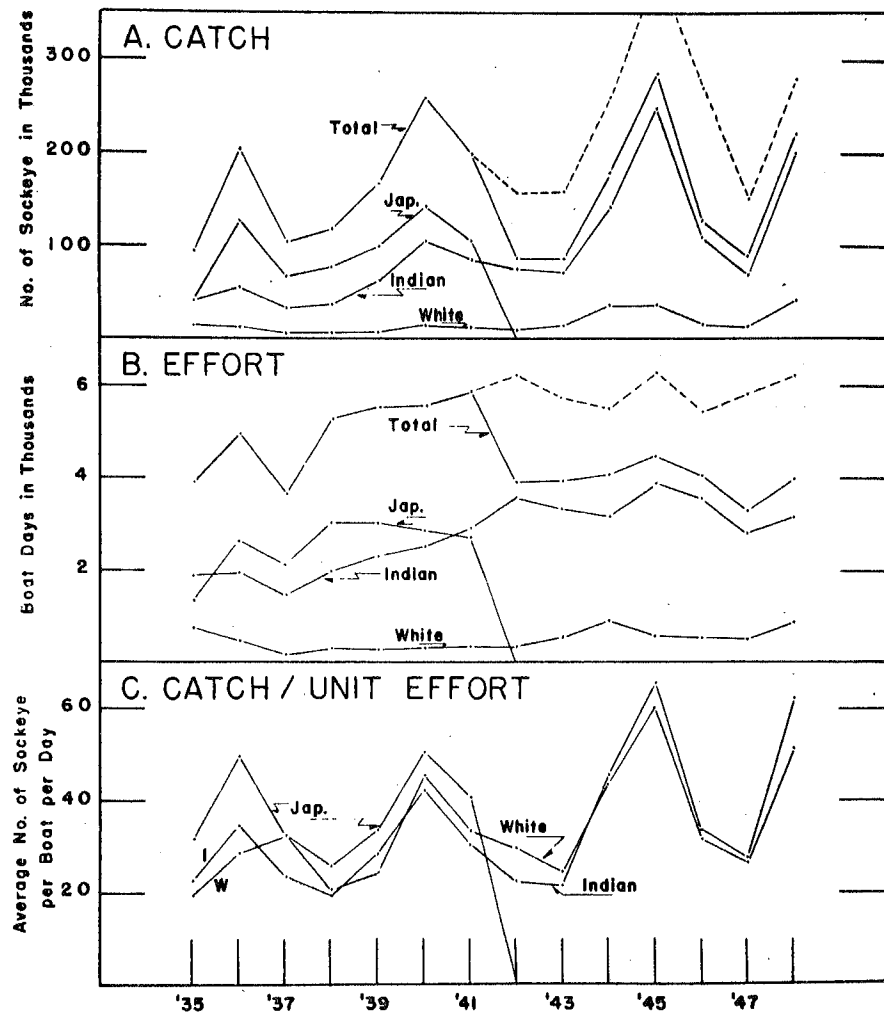 A. CATCH
No. of Sockeye in Thousands
300
200
100
Total
Jap.
Indian
White
B. EFFORT
Boat Days in Thousands
6
4
2
Total
Jap.
Indian
White
C. CATCH / UNIT EFFORT
Average No. of Sockeye
per Boat per Day
60
40
20
Jap.
I
W
White
Indian
'35 '37 '39 '41 '43 '45 '47